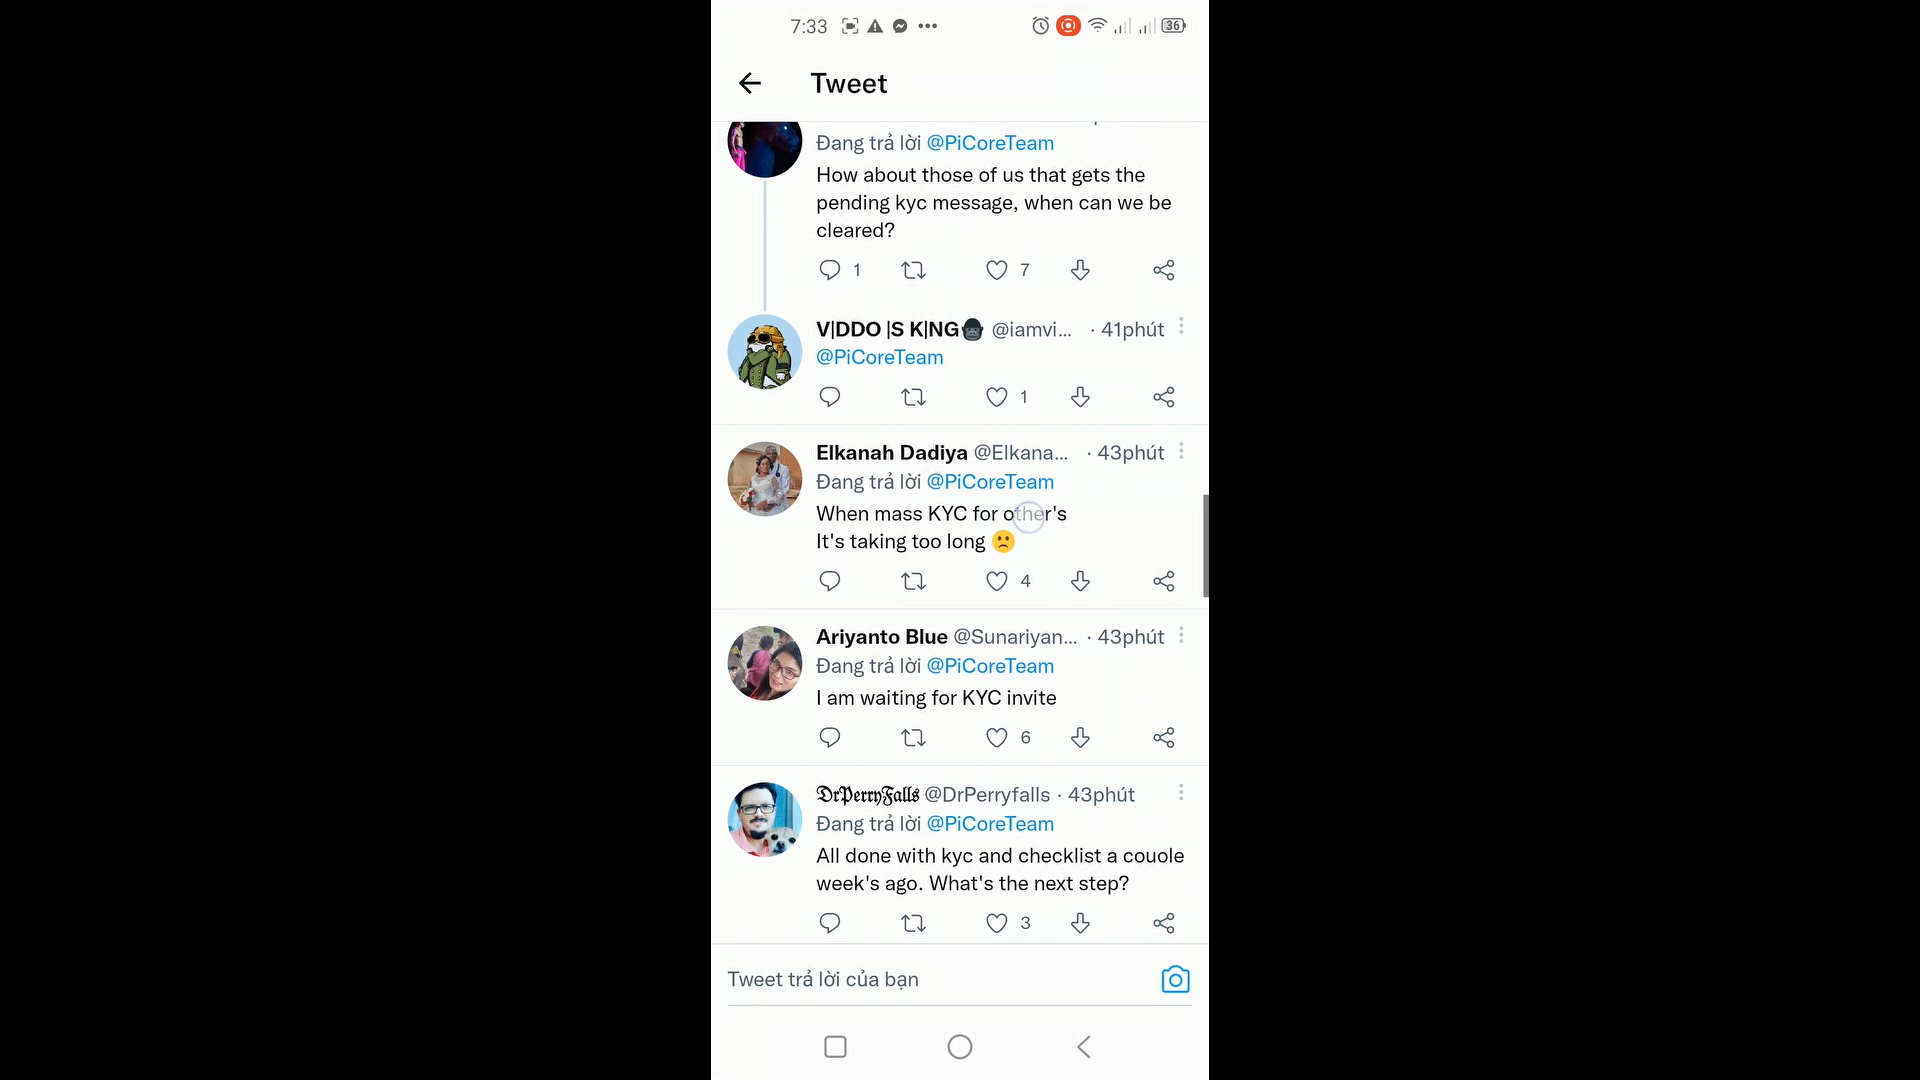 7:33
36
Tweet
Đang trả lời @PiCoreTeam
How about those of us that gets the
pending kyc message, when can we be
cleared?
1
7
V|DDO |S K|NG @iamvi... · 41phút
@PiCoreTeam
1
Elkanah Dadiya @Elkana... · 43phút
Đang trả lời @PiCoreTeam
When mass KYC for other's
It's taking too long 🙁
4
Ariyanto Blue @Sunariyan... · 43phút
Đang trả lời @PiCoreTeam
I am waiting for KYC invite
6
𝔇𝔯𝔓𝔢𝔯𝔯𝔶𝔉𝔞𝔩𝔩𝔰 @DrPerryfalls · 43phút
Đang trả lời @PiCoreTeam
All done with kyc and checklist a couole
week's ago. What's the next step?
3
Tweet trả lời của bạn